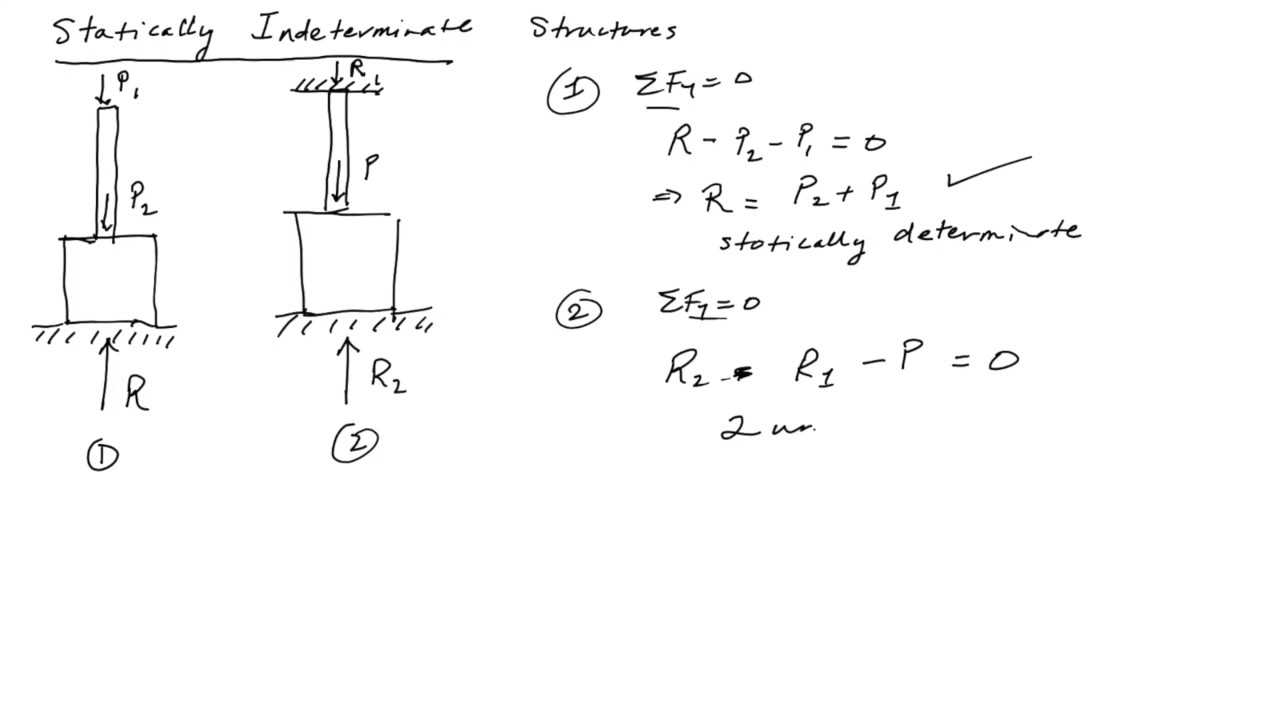 Statically Indeterminate Structures
P1
P2
R
①
R1
P
R2
②
① ΣFy = 0
R - P2 - P1 = 0
⇒ R = P2 + P1 ✓
statically determinate
② ΣFy = 0
R2 - R1 - P = 0
2 un